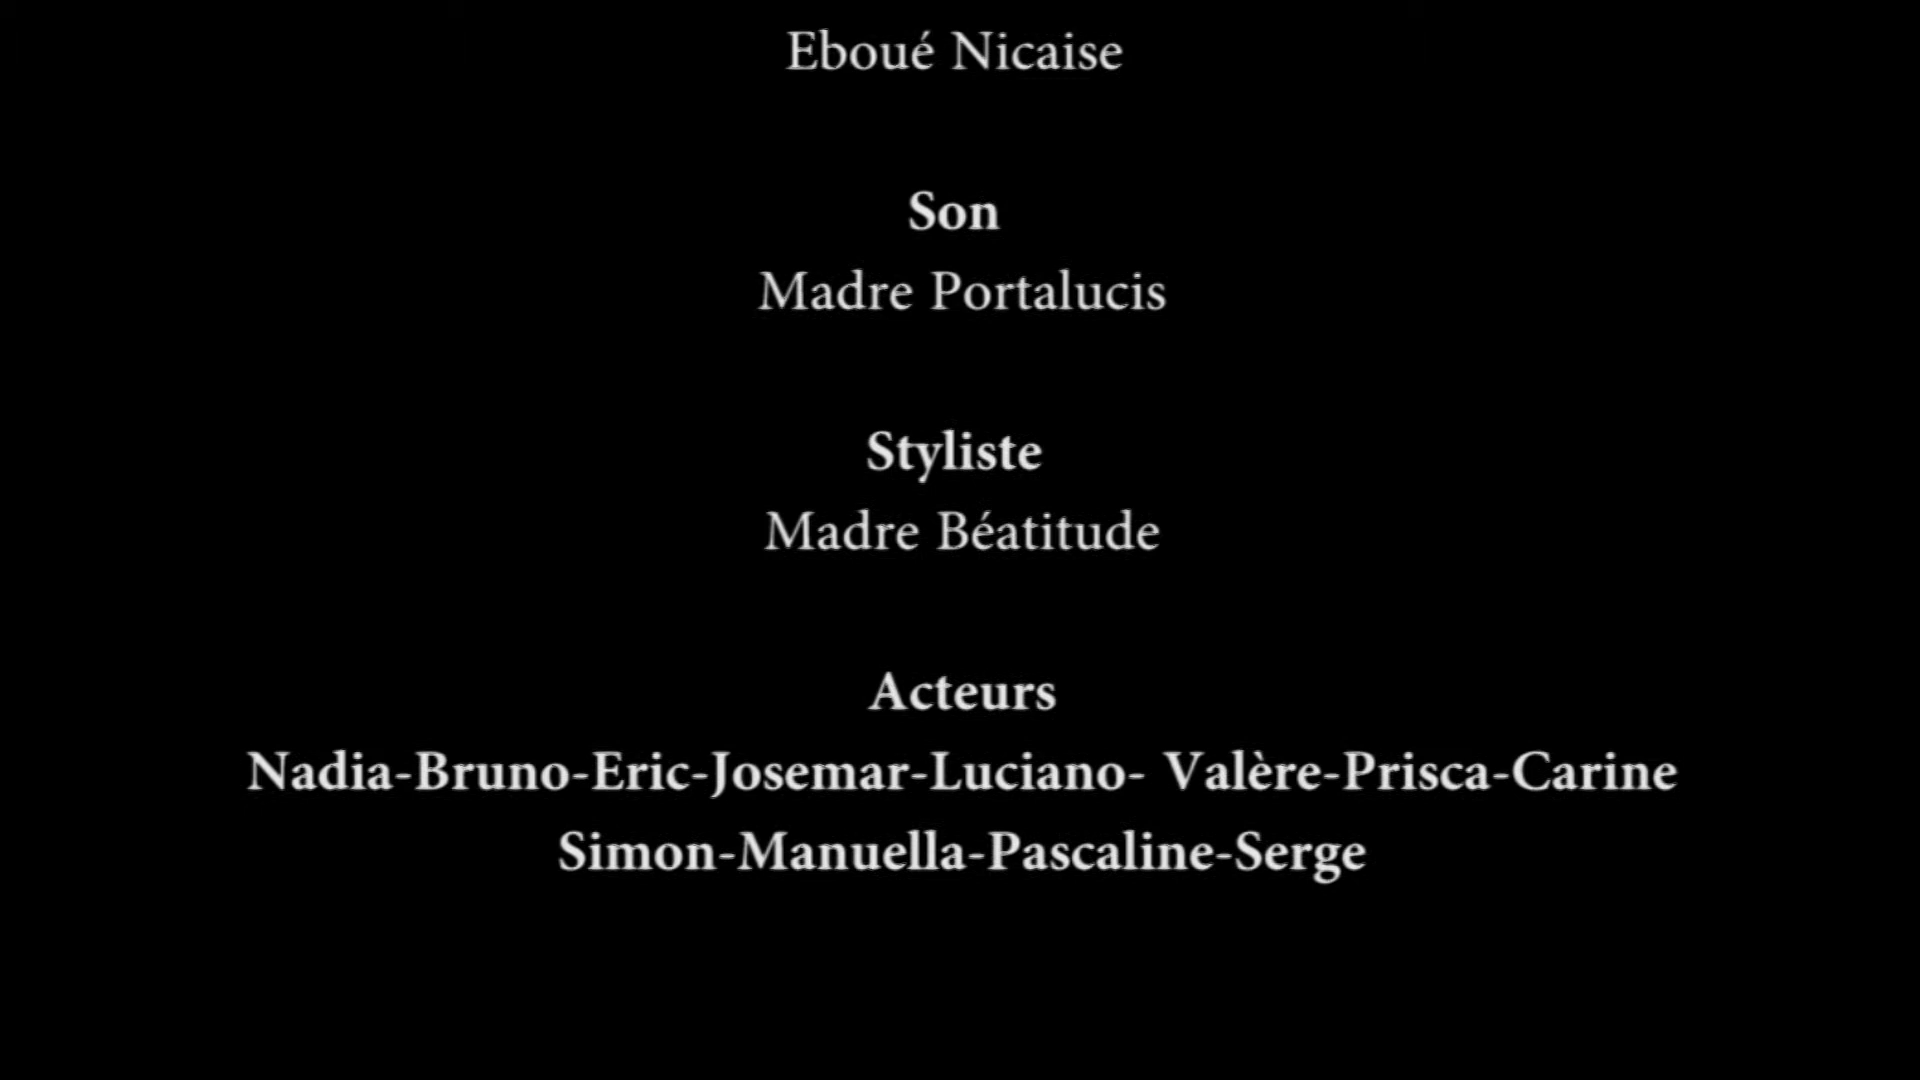 Eboué Nicaise
Son
Madre Portalucis
Styliste
Madre Béatitude
Acteurs
Nadia-Bruno-Eric-Josemar-Luciano- Valère-Prisca-Carine
Simon-Manuella-Pascaline-Serge